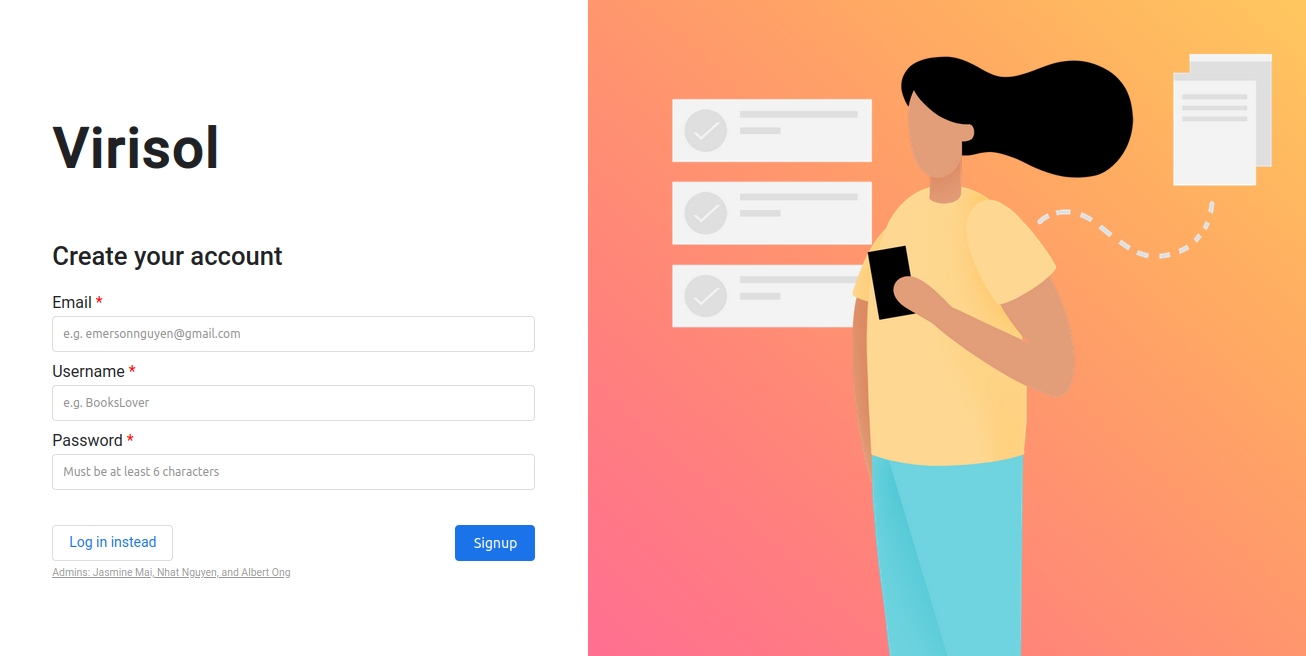 Virisol
Create your account
Email *
e.g. emersonnguyen@gmail.com
Username *
e.g. BooksLover
Password *
Must be at least 6 characters
Log in instead
Signup
Admins: Jasmine Mai, Nhat Nguyen, and Albert Ong